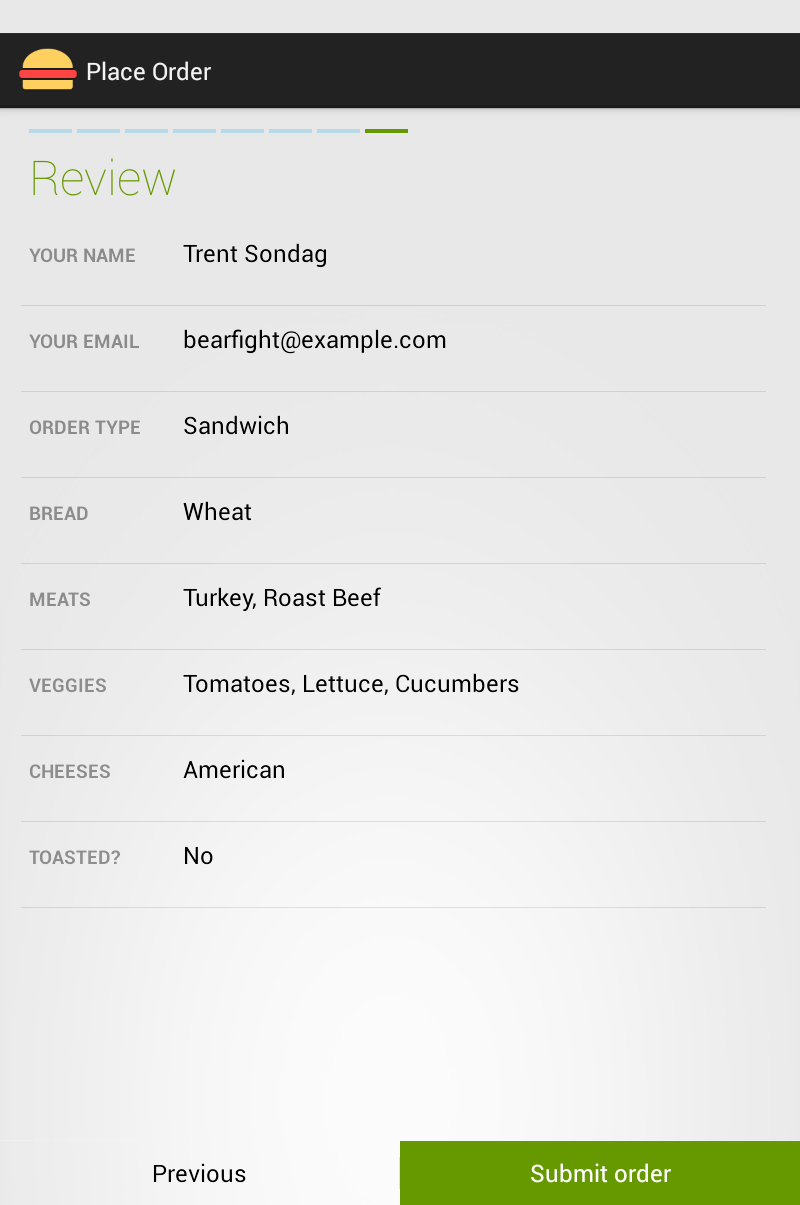 Place Order
Review
YOUR NAME Trent Sondag
YOUR EMAIL bearfight@example.com
ORDER TYPE Sandwich
BREAD Wheat
MEATS Turkey, Roast Beef
VEGGIES Tomatoes, Lettuce, Cucumbers
CHEESES American
TOASTED? No
Previous Submit order